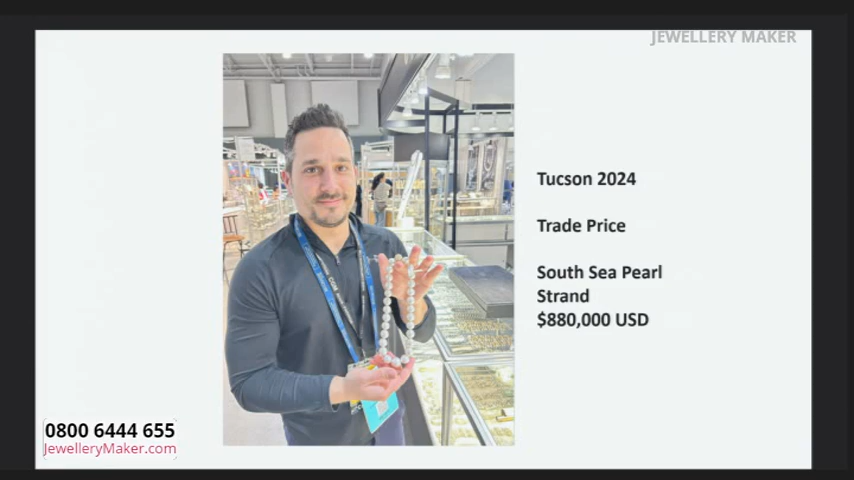 JEWELLERY MAKER
Tucson 2024
Trade Price
South Sea Pearl
Strand
$880,000 USD
0800 6444 655
JewelleryMaker.com